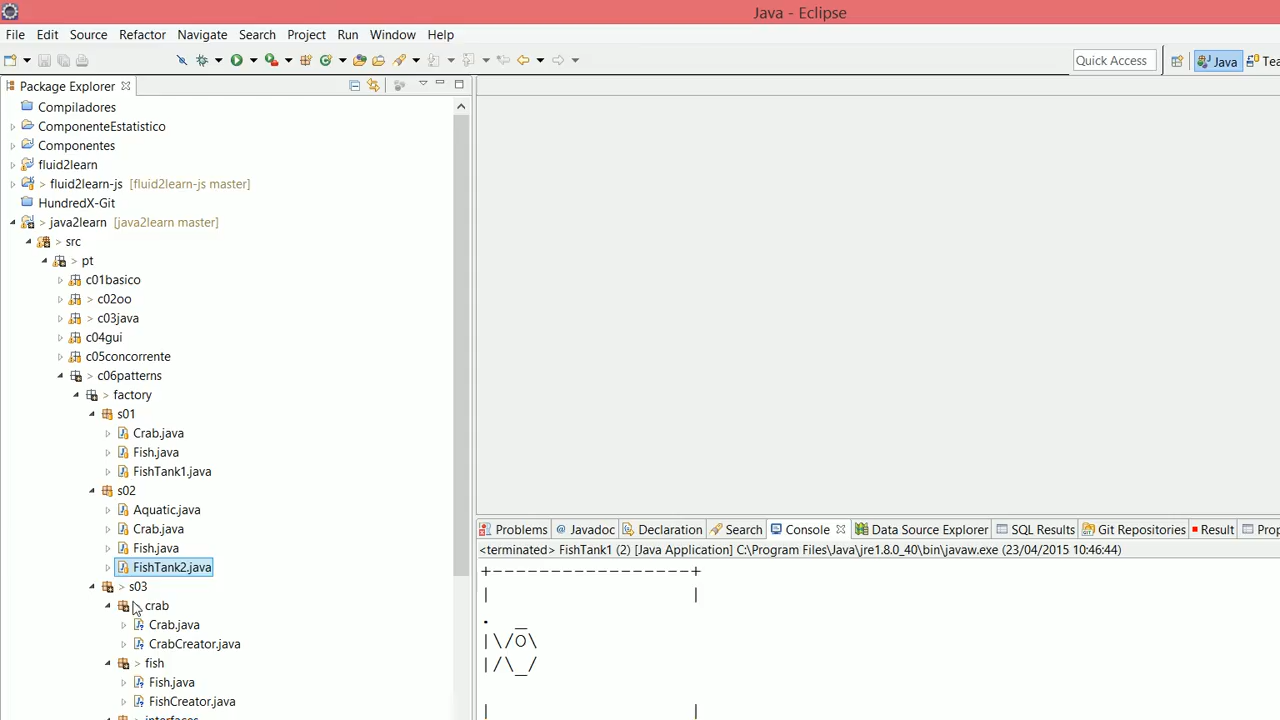 Java - Eclipse
File Edit Source Refactor Navigate Search Project Run Window Help
Quick Access
Java
Tea
Package Explorer
Compiladores
ComponenteEstatistico
Componentes
fluid2learn
> fluid2learn-js [fluid2learn-js master]
HundredX-Git
> java2learn [java2learn master]
> src
> pt
c01basico
> c02oo
> c03java
c04gui
c05concorrente
> c06patterns
> factory
s01
Crab.java
Fish.java
FishTank1.java
s02
Aquatic.java
Crab.java
Fish.java
FishTank2.java
> s03
crab
Crab.java
CrabCreator.java
> fish
Fish.java
FishCreator.java
> interfaces
Problems @ Javadoc Declaration Search Console Data Source Explorer SQL Results Git Repositories Result Prop
<terminated> FishTank1 (2) [Java Application] C:\Program Files\Java\jre1.8.0_40\bin\javaw.exe (23/04/2015 10:46:44)
+----------------+
|                |
.  _
|\/O\
|/\_/
|                |